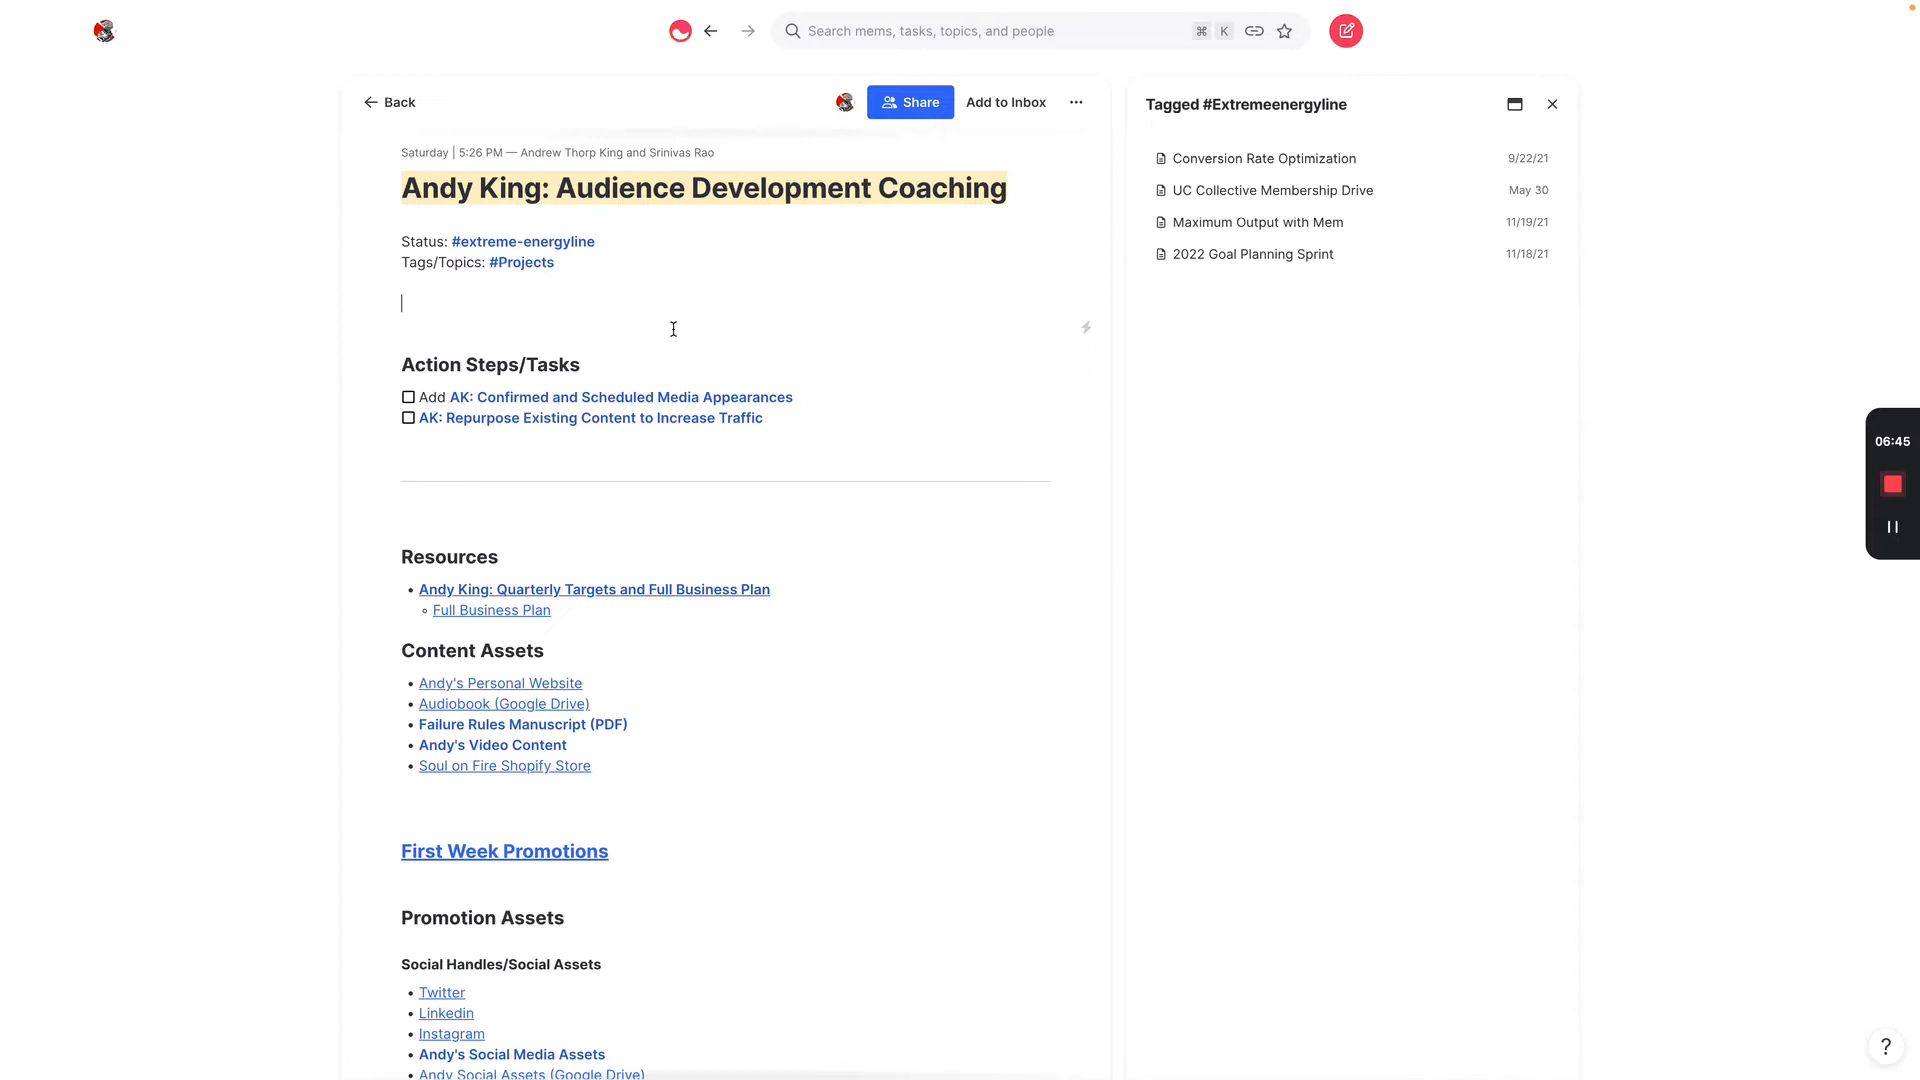 Search mems, tasks, topics, and people
⌘ K
Back
Share
Add to Inbox
Saturday | 5:26 PM — Andrew Thorp King and Srinivas Rao
Andy King: Audience Development Coaching
Status: #extreme-energyline
Tags/Topics: #Projects
Action Steps/Tasks
Add AK: Confirmed and Scheduled Media Appearances
AK: Repurpose Existing Content to Increase Traffic
Resources
• Andy King: Quarterly Targets and Full Business Plan
◦ Full Business Plan
Content Assets
• Andy's Personal Website
• Audiobook (Google Drive)
• Failure Rules Manuscript (PDF)
• Andy's Video Content
• Soul on Fire Shopify Store
First Week Promotions
Promotion Assets
Social Handles/Social Assets
• Twitter
• Linkedin
• Instagram
• Andy's Social Media Assets
• Andy Social Assets (Google Drive)
Tagged #Extremeenergyline
Conversion Rate Optimization 9/22/21
UC Collective Membership Drive May 30
Maximum Output with Mem 11/19/21
2022 Goal Planning Sprint 11/18/21
06:45
?